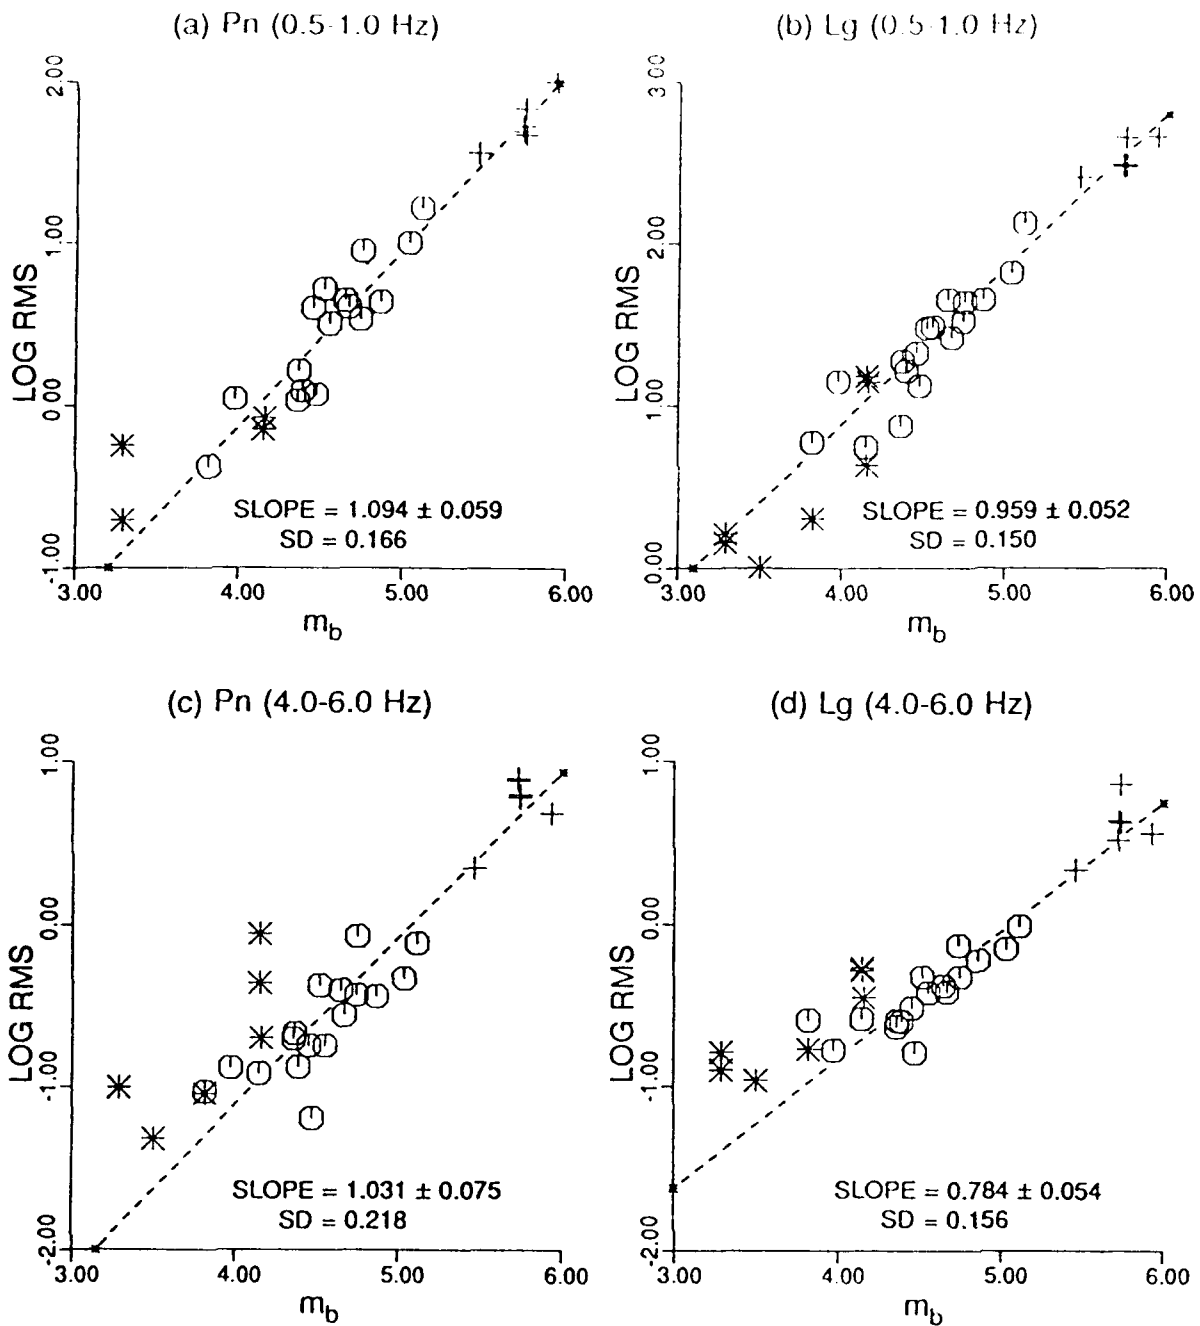 (a) Pn (0.5-1.0 Hz)
2.00
1.00
0.00
-1.00
LOG RMS
SLOPE = 1.094 ± 0.059
SD = 0.166
3.00 4.00 5.00 6.00
mb
(b) Lg (0.5-1.0 Hz)
3.00
2.00
1.00
0.00
LOG RMS
SLOPE = 0.959 ± 0.052
SD = 0.150
3.00 4.00 5.00 6.00
mb
(c) Pn (4.0-6.0 Hz)
1.00
0.00
-1.00
-2.00
LOG RMS
SLOPE = 1.031 ± 0.075
SD = 0.218
3.00 4.00 5.00 6.00
mb
(d) Lg (4.0-6.0 Hz)
1.00
0.00
-1.00
-2.00
LOG RMS
SLOPE = 0.784 ± 0.054
SD = 0.156
3.00 4.00 5.00 6.00
mb